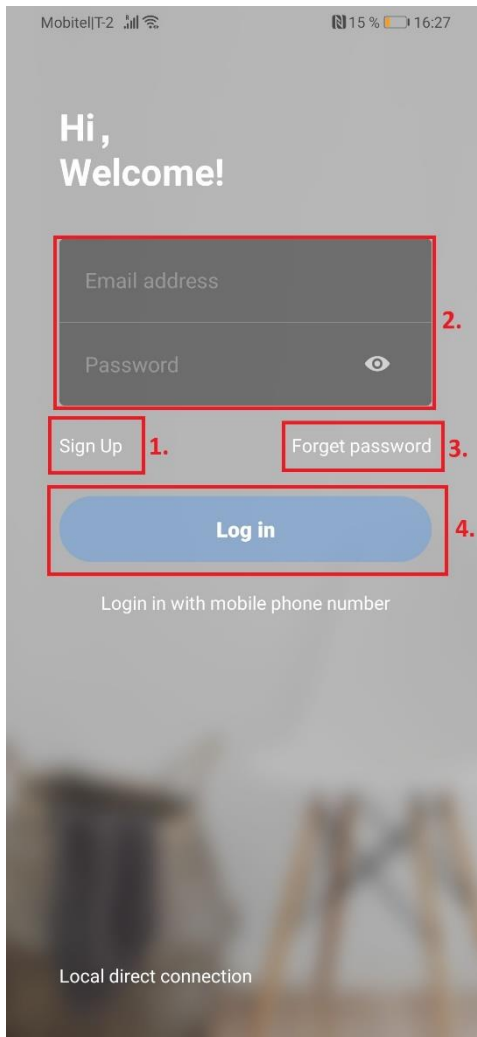 Mobitel|T-2 15 % 16:27
Hi,
Welcome!
Email address
2.
Password
Sign Up 1. Forget password 3.
Log in 4.
Login in with mobile phone number
Local direct connection